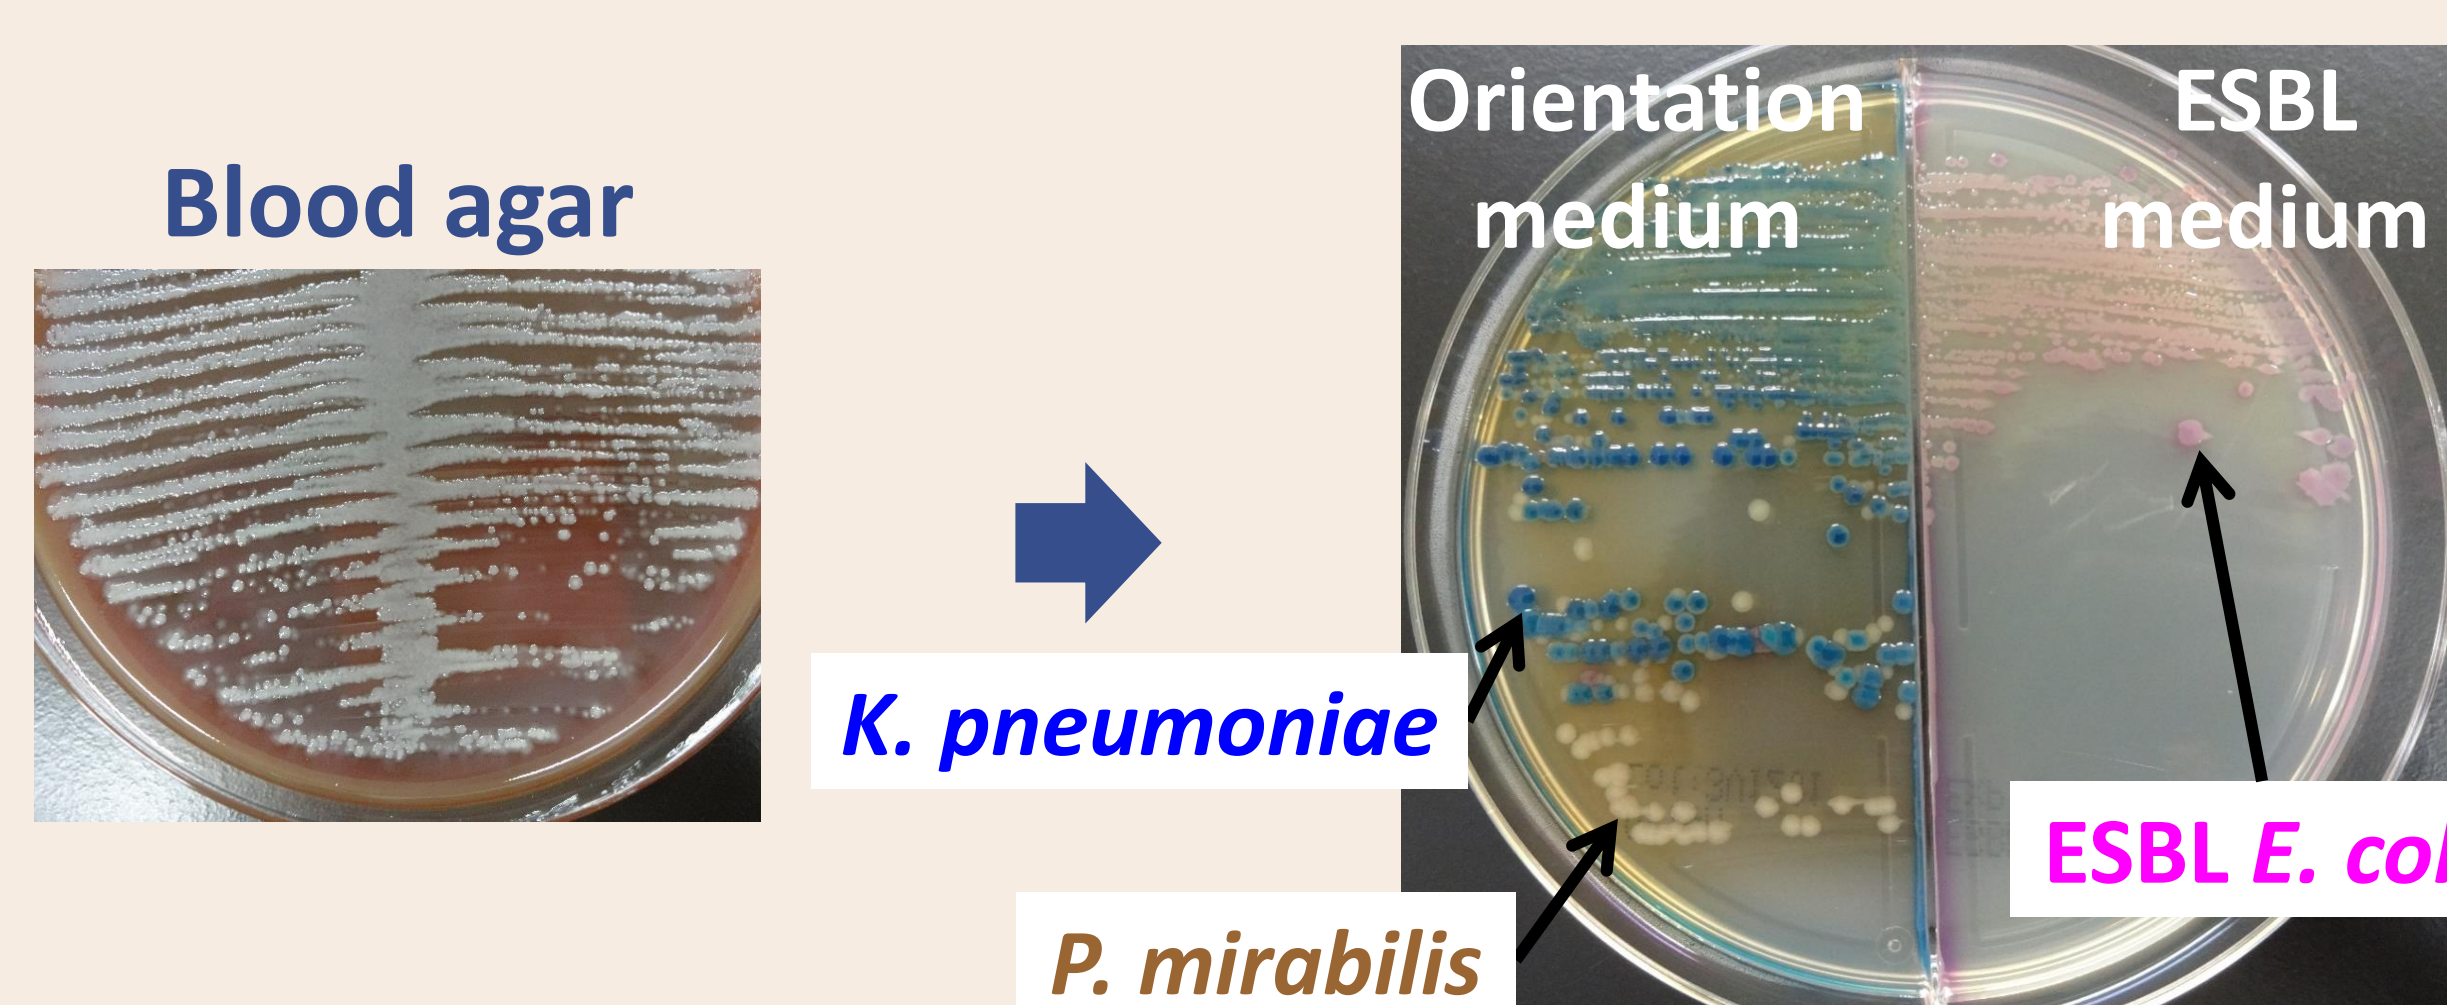 Blood agar
Orientation
medium
ESBL
medium
K. pneumoniae
P. mirabilis
ESBL E. col